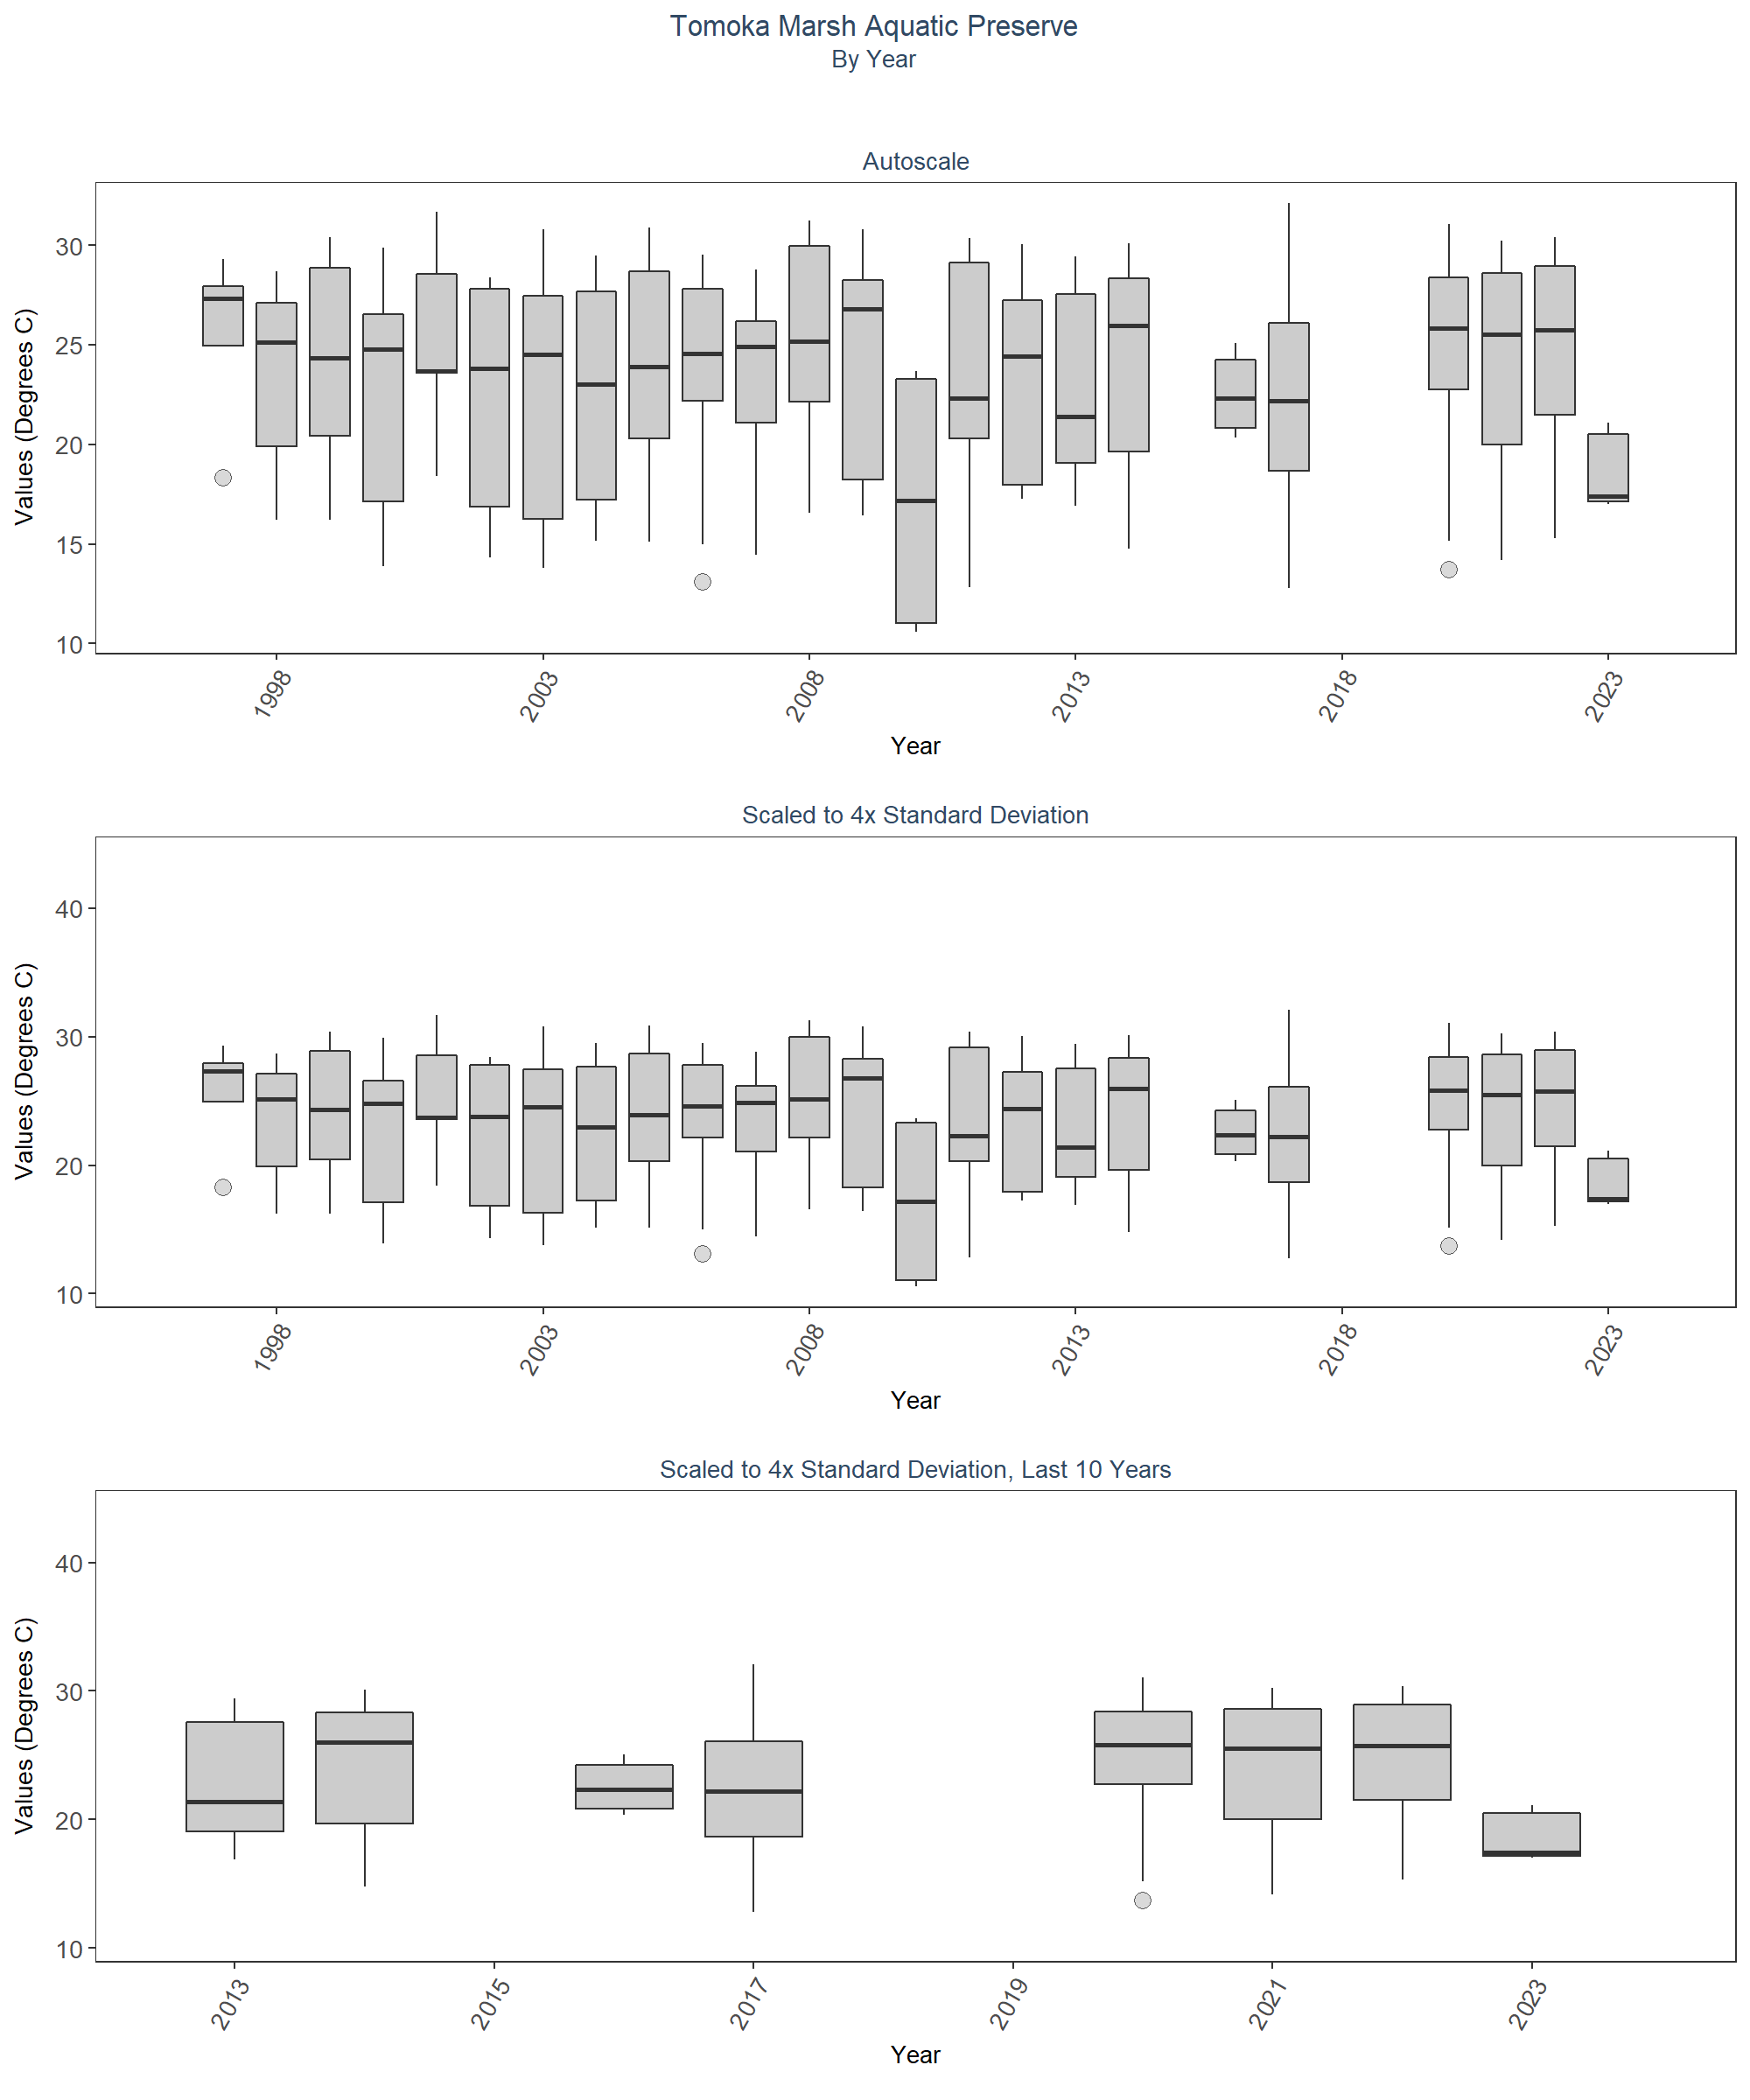 Tomoka Marsh Aquatic Preserve
By Year
Autoscale
Values (Degrees C)
30
25
20
15
10
1998
2003
2008
2013
2018
2023
Year
Scaled to 4x Standard Deviation
Values (Degrees C)
40
30
20
10
1998
2003
2008
2013
2018
2023
Year
Scaled to 4x Standard Deviation, Last 10 Years
Values (Degrees C)
40
30
20
10
2013
2015
2017
2019
2021
2023
Year